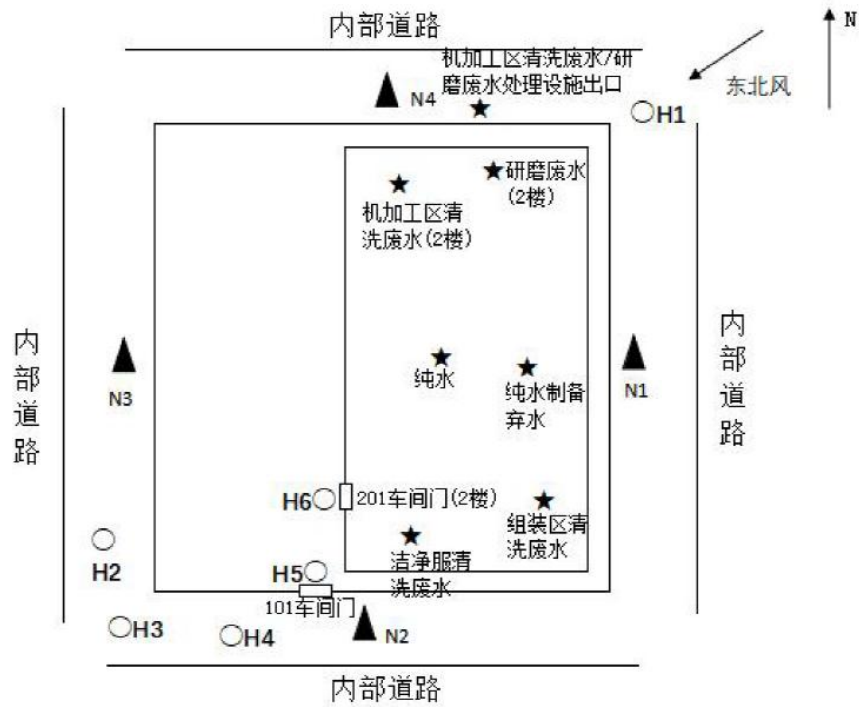 内部道路
N
机加工区清洗废水/研
磨废水处理设施出口
东北风
N4
H1
研磨废水
(2楼)
机加工区清
洗废水(2楼)
内部道路
N3
纯水
纯水制备
弃水
N1
内部道路
H6
201车间门(2楼)
组装区清
洗废水
H2
H5
洁净服清
洗废水
101车间门
H3
H4
N2
内部道路